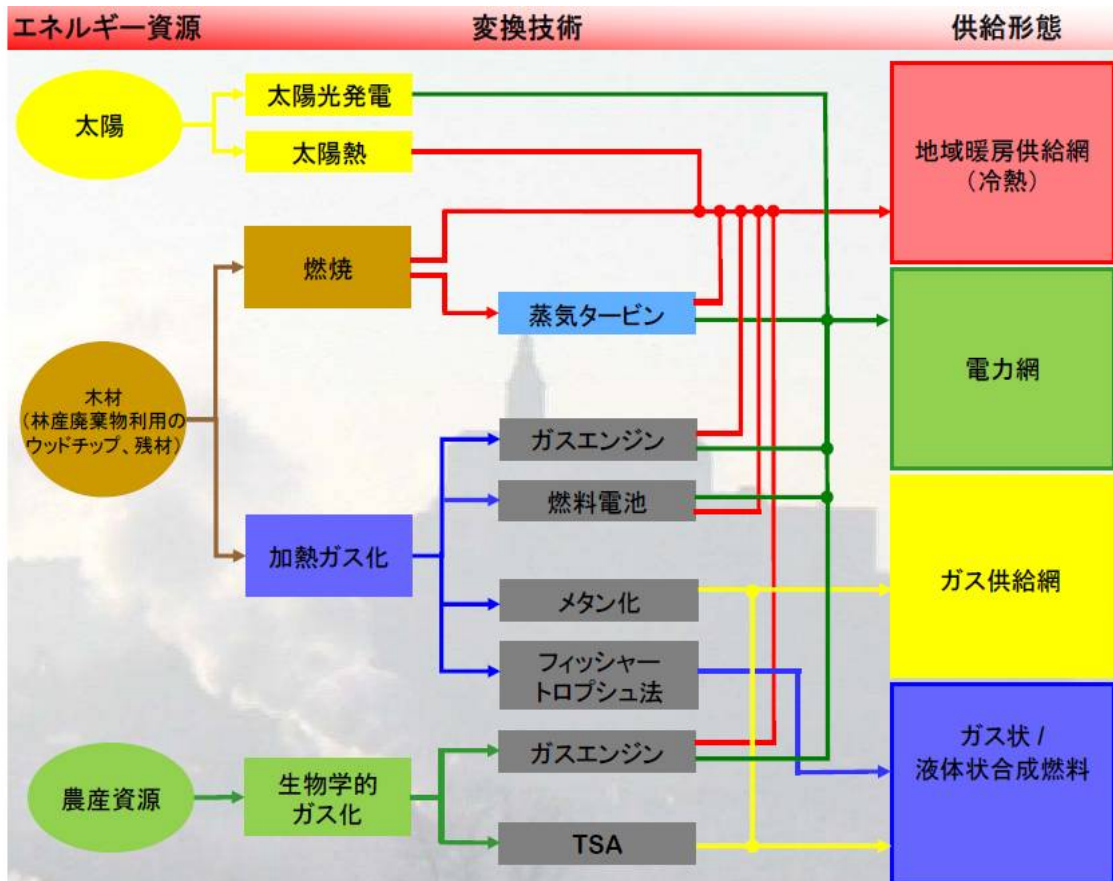 エネルギー資源
変換技術
供給形態
太陽
太陽光発電
太陽熱
地域暖房供給網
（冷熱）
燃焼
蒸気タービン
電力網
木材
（林産廃棄物利用の
ウッドチップ、残材）
ガスエンジン
燃料電池
加熱ガス化
メタン化
ガス供給網
フィッシャー
トロプシュ法
ガス状 /
液体状合成燃料
ガスエンジン
農産資源
生物学的
ガス化
TSA